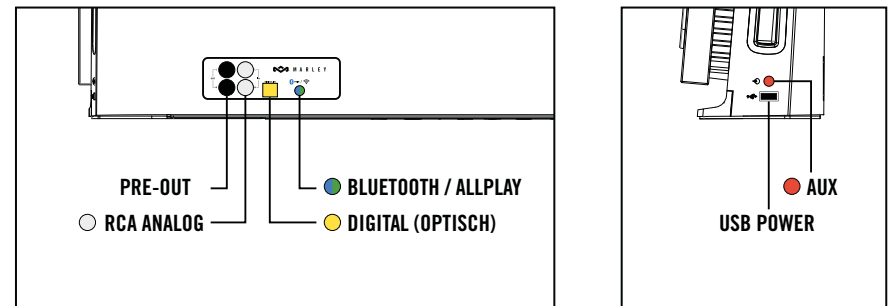 MARLEY
PRE-OUT
BLUETOOTH / ALLPLAY
RCA ANALOG
DIGITAL (OPTISCH)
AUX
USB POWER